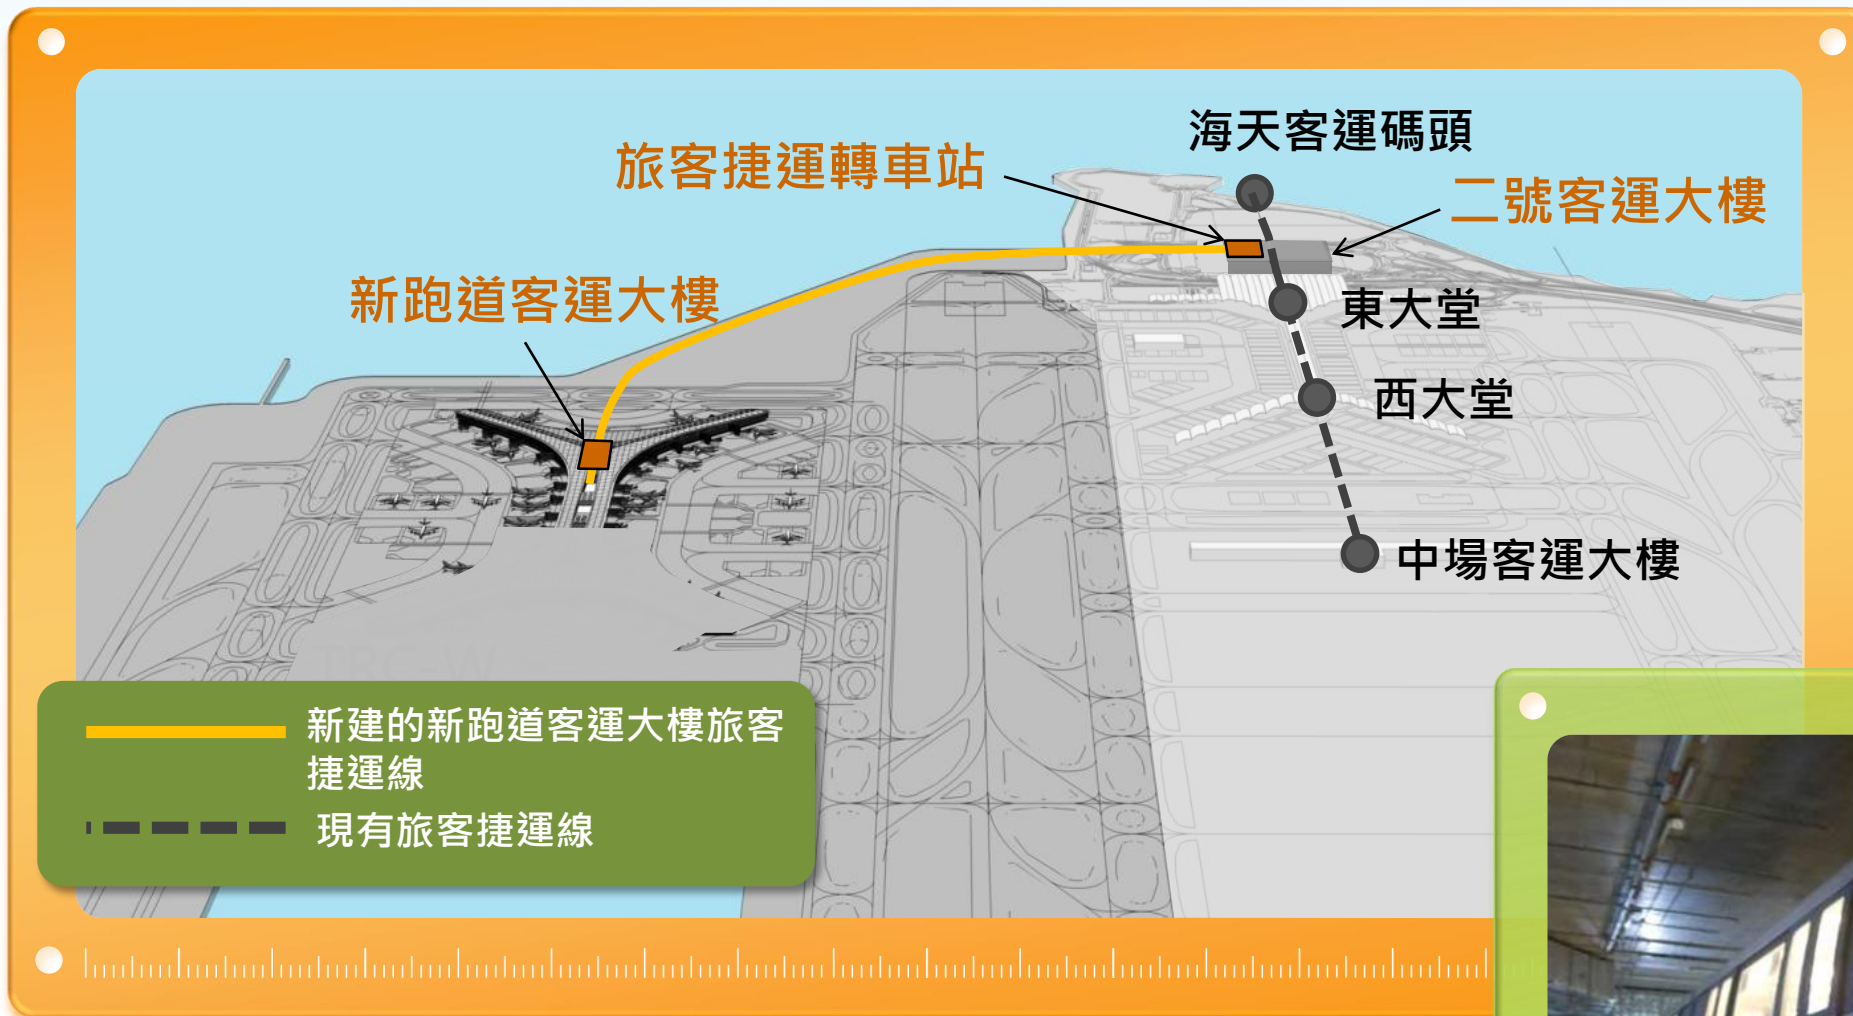 海天客運碼頭
旅客捷運轉車站
二號客運大樓
新跑道客運大樓
東大堂
西大堂
中場客運大樓
TRC-W
新建的新跑道客運大樓旅客
捷運線
現有旅客捷運線